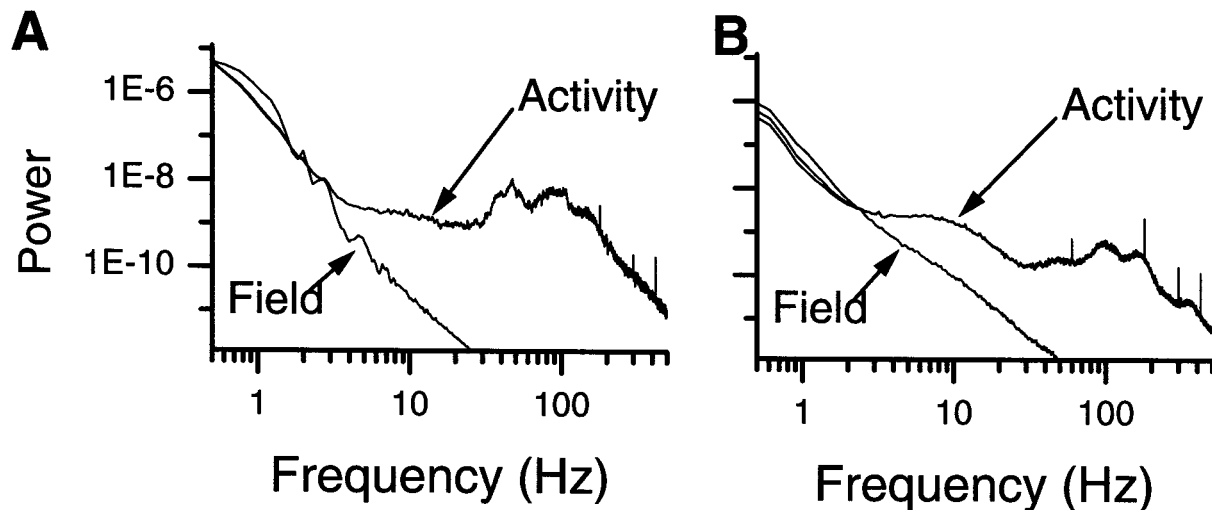 A
B
1E-6
1E-8
1E-10
Power
Activity
Field
1
10
100
Frequency (Hz)
Activity
Field
1
10
100
Frequency (Hz)